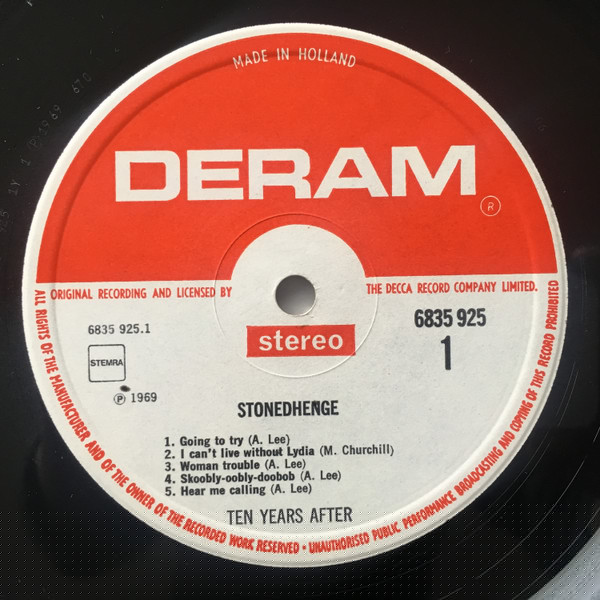 MADE IN HOLLAND
DERAM
R
ORIGINAL RECORDING AND LICENSED BY THE DECCA RECORD COMPANY LIMITED.
6835 925.1
6835 925
STEMRA
1
stereo
P 1969
STONEDHENGE
1. Going to try (A. Lee)
2. I can't live without Lydia (M. Churchill)
3. Woman trouble (A. Lee)
4. Skoobly-oobly-doobob (A. Lee)
5. Hear me calling (A. Lee)
TEN YEARS AFTER
ALL RIGHTS OF THE MANUFACTURER AND OF THE OWNER OF THE RECORDED WORK RESERVED • UNAUTHORISED PUBLIC PERFORMANCE BROADCASTING AND COPYING OF THIS RECORD PROHIBITED